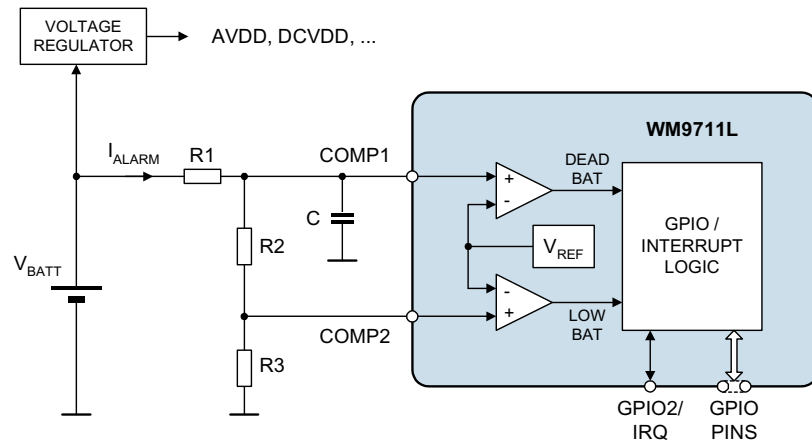 VOLTAGE
REGULATOR
AVDD, DCVDD, ...
WM9711L
I_ALARM
R1
COMP1
DEAD
BAT
+
-
C
GPIO /
INTERRUPT
LOGIC
R2
V_REF
V_BATT
-
+
LOW
BAT
COMP2
R3
GPIO2/
IRQ
GPIO
PINS